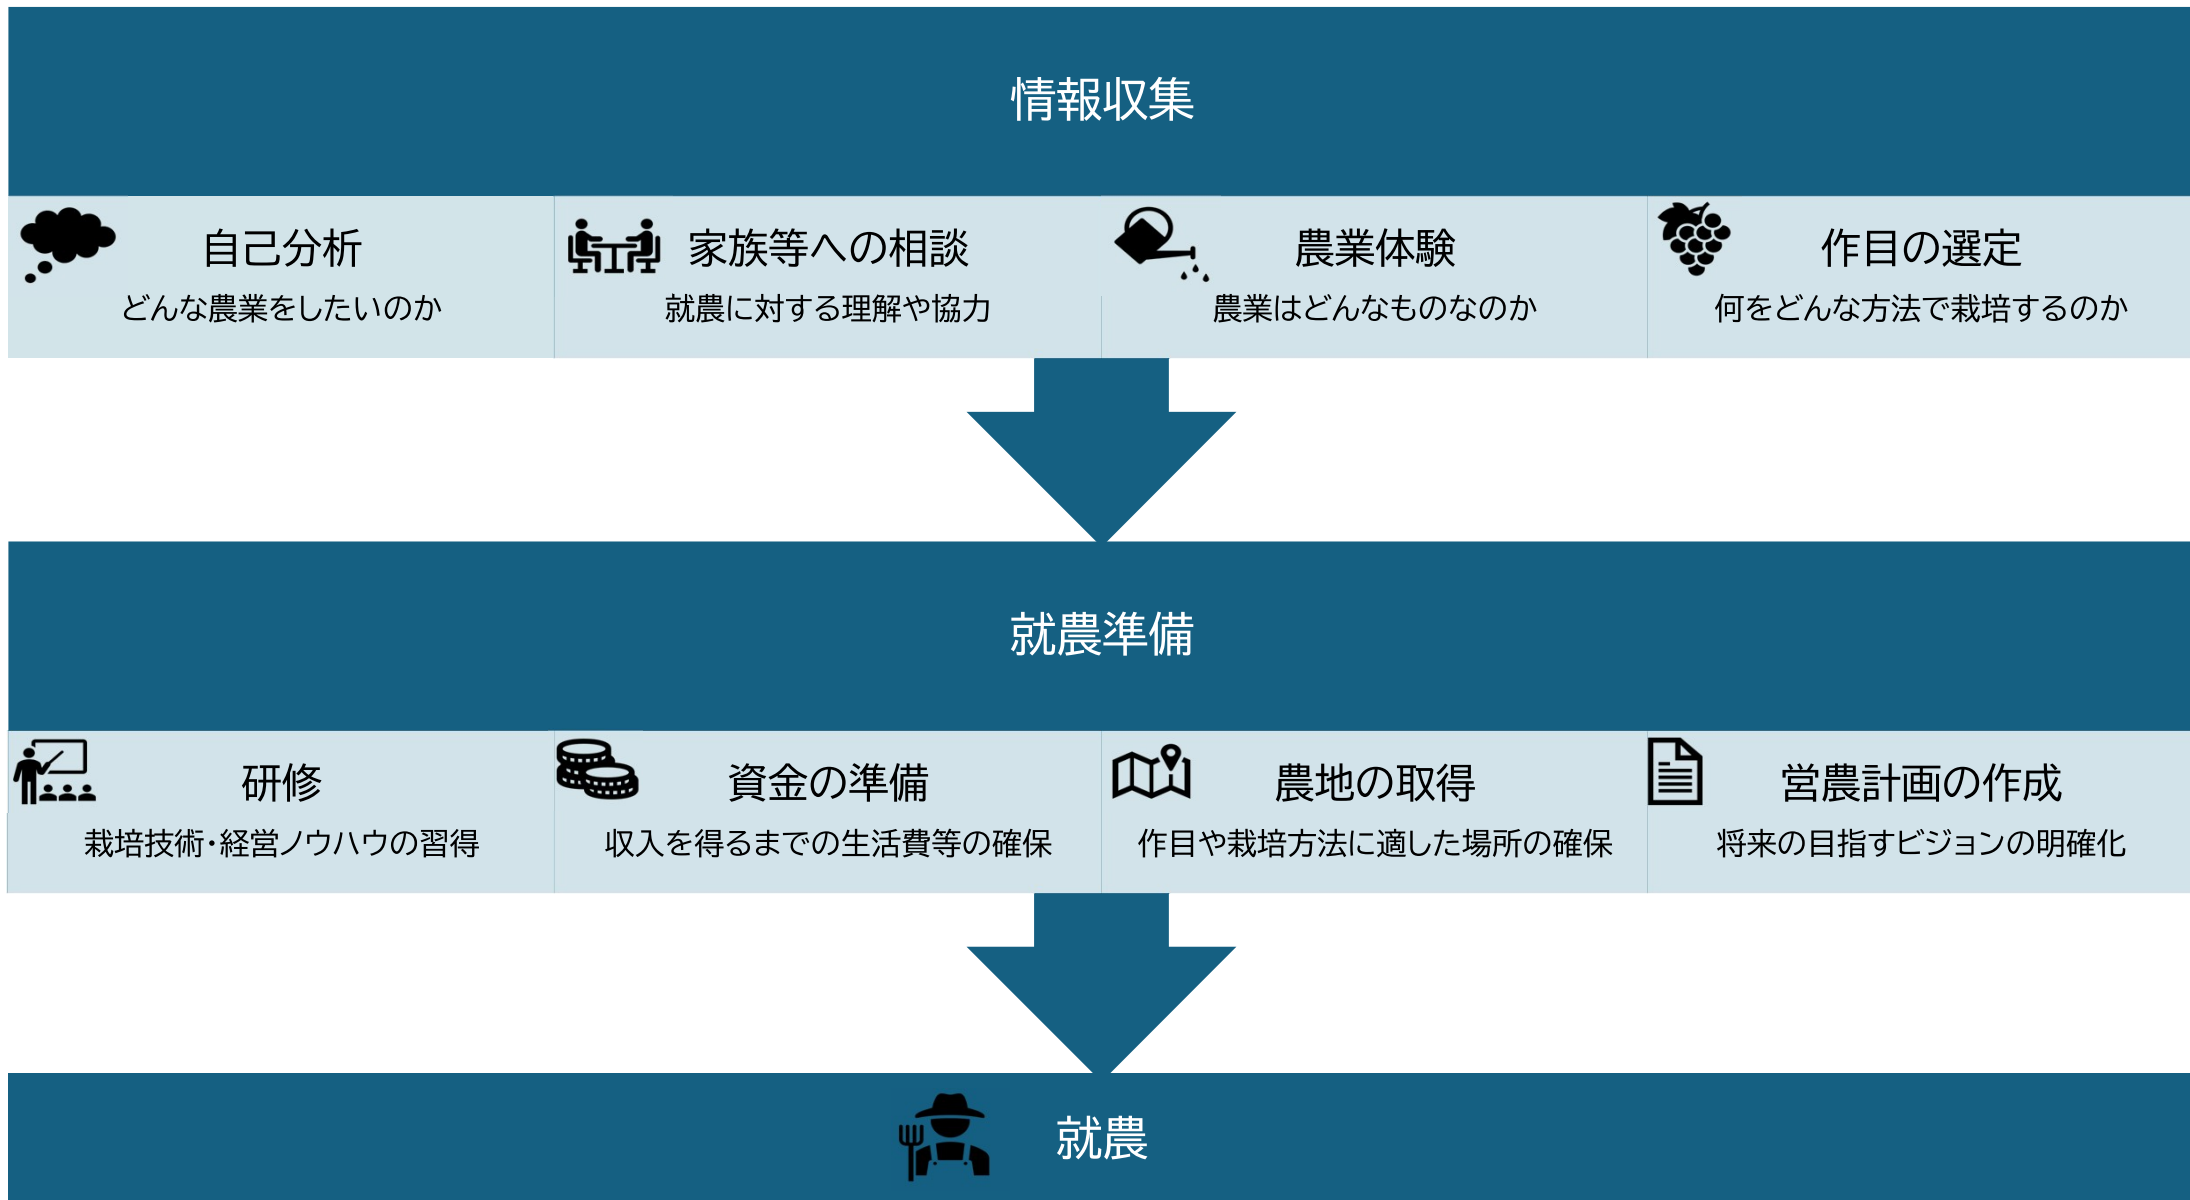 情報収集
自己分析
どんな農業をしたいのか
家族等への相談
就農に対する理解や協力
農業体験
農業はどんなものなのか
作目の選定
何をどんな方法で栽培するのか
就農準備
研修
栽培技術・経営ノウハウの習得
資金の準備
収入を得るまでの生活費等の確保
農地の取得
作目や栽培方法に適した場所の確保
営農計画の作成
将来の目指すビジョンの明確化
就農